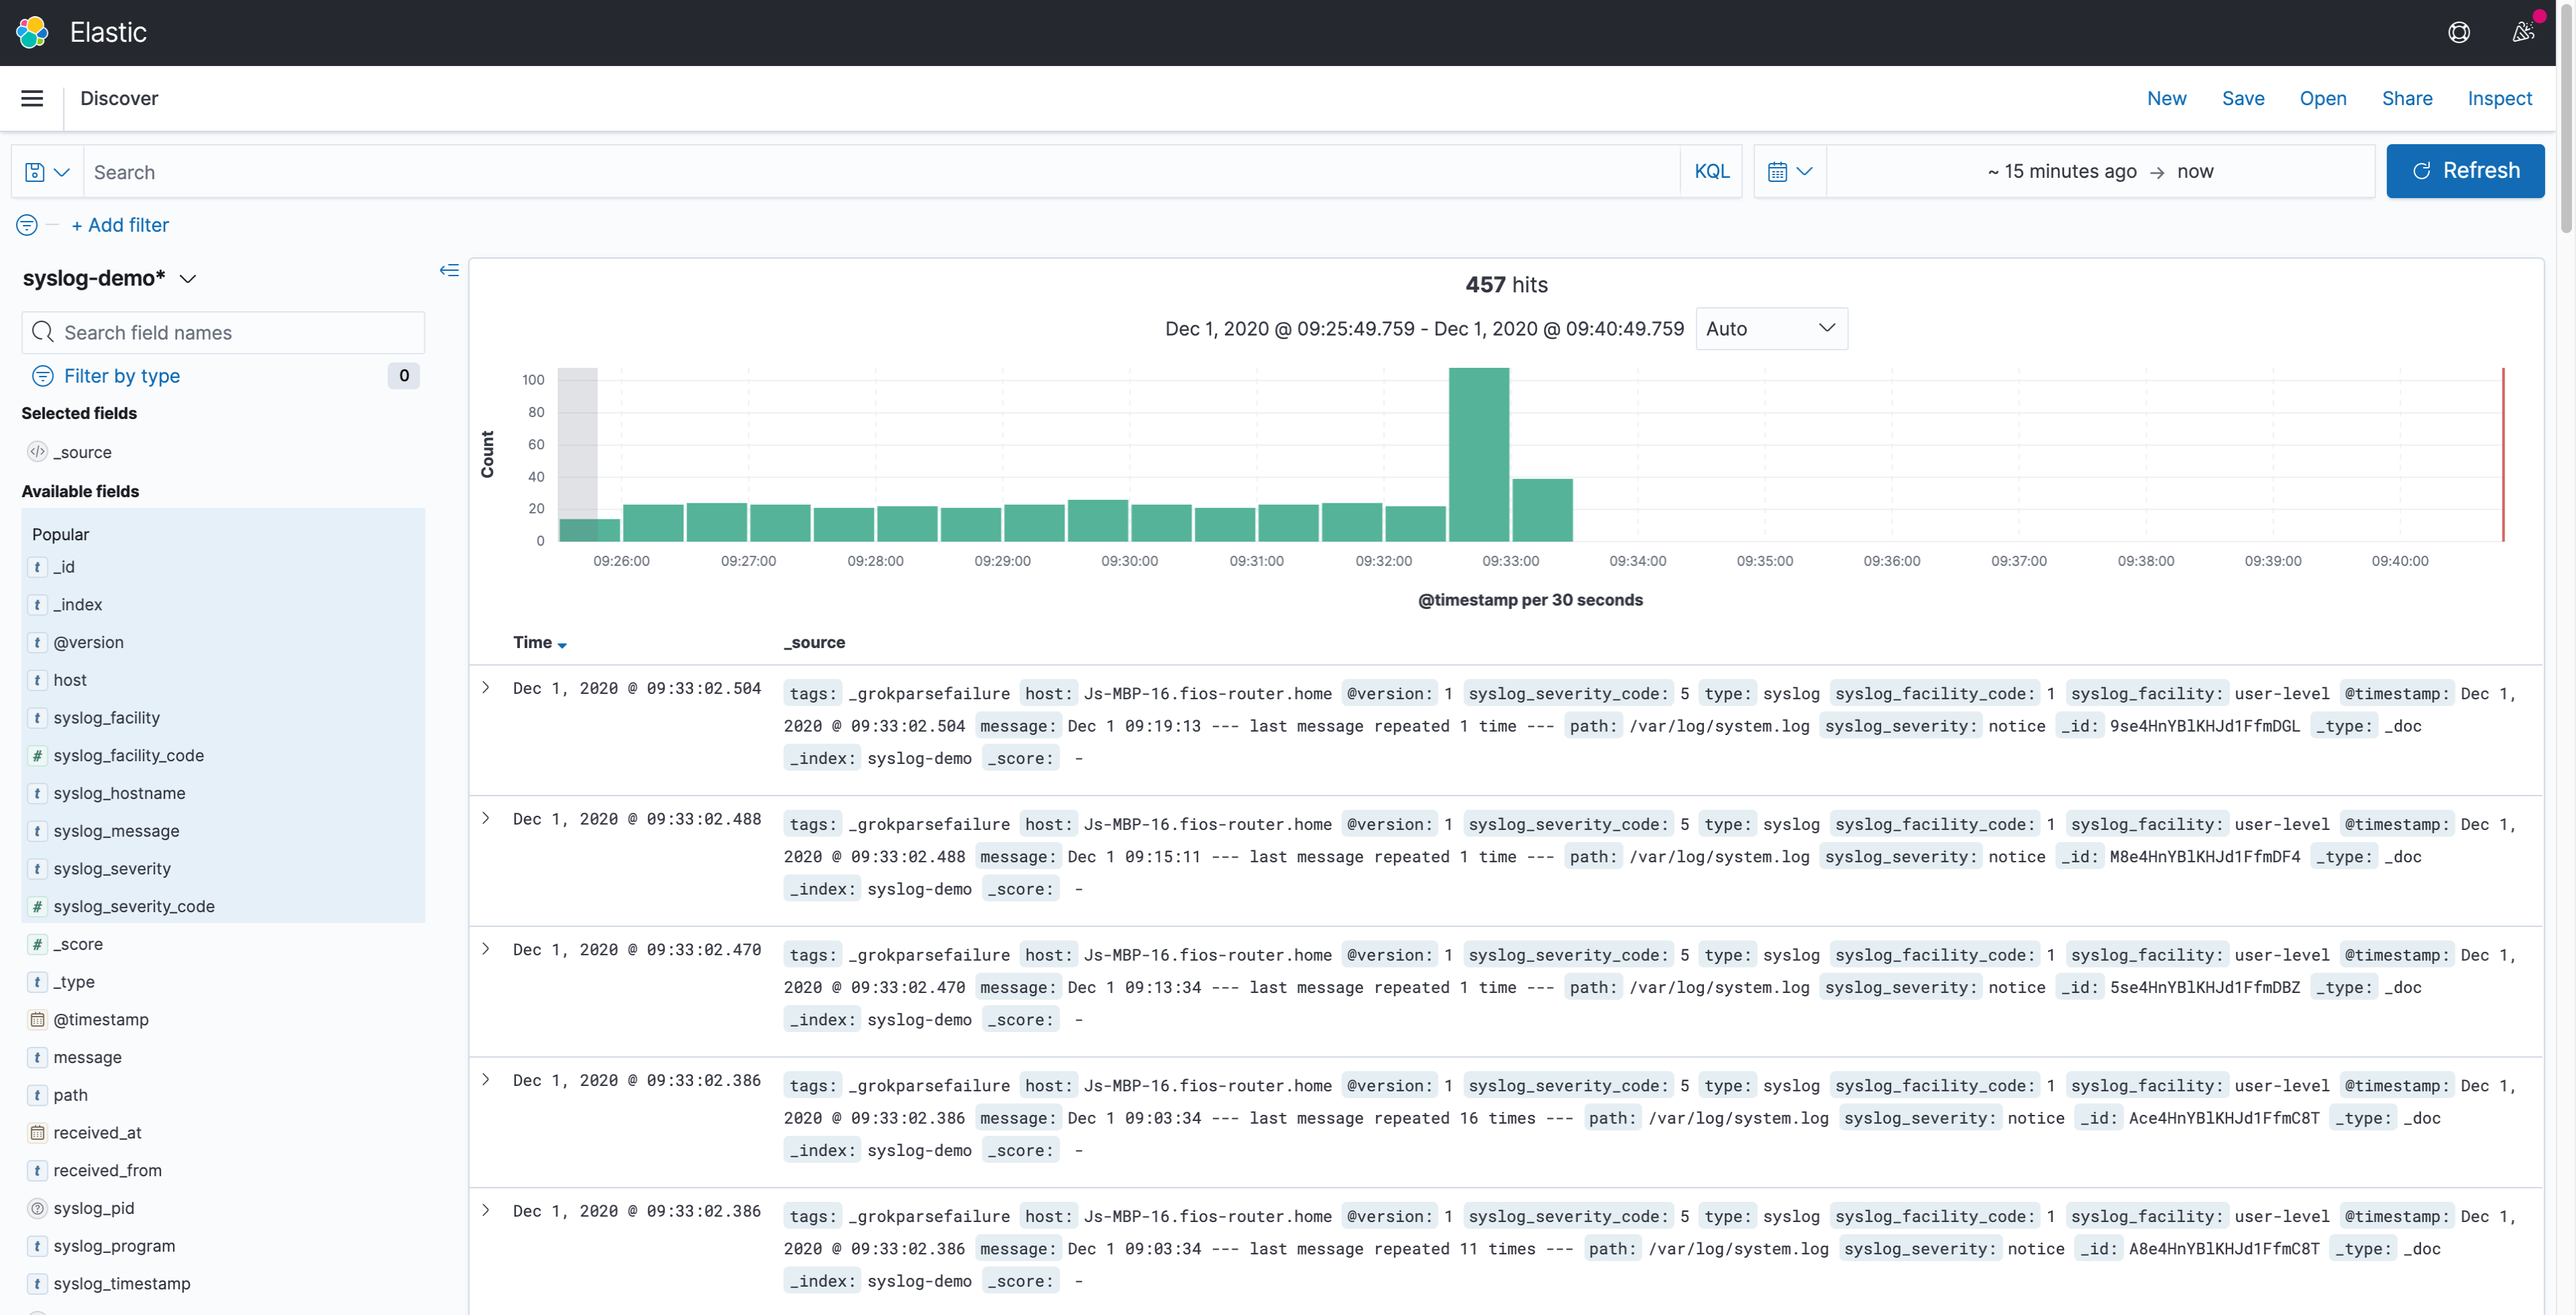 Elastic
Discover
New Save Open Share Inspect
Search KQL ~ 15 minutes ago → now Refresh
+ Add filter
syslog-demo*
Search field names
Filter by type 0
Selected fields
_source
Available fields
Popular
_id
_index
@version
host
syslog_facility
syslog_facility_code
syslog_hostname
syslog_message
syslog_severity
syslog_severity_code
_score
_type
@timestamp
message
path
received_at
received_from
syslog_pid
syslog_program
syslog_timestamp
457 hits
Dec 1, 2020 @ 09:25:49.759 - Dec 1, 2020 @ 09:40:49.759 Auto
Count
100
80
60
40
20
0
09:26:00 09:27:00 09:28:00 09:29:00 09:30:00 09:31:00 09:32:00 09:33:00 09:34:00 09:35:00 09:36:00 09:37:00 09:38:00 09:39:00 09:40:00
@timestamp per 30 seconds
Time _source
Dec 1, 2020 @ 09:33:02.504 tags: _grokparsefailure host: Js-MBP-16.fios-router.home @version: 1 syslog_severity_code: 5 type: syslog syslog_facility_code: 1 syslog_facility: user-level @timestamp: Dec 1,
2020 @ 09:33:02.504 message: Dec 1 09:19:13 --- last message repeated 1 time --- path: /var/log/system.log syslog_severity: notice _id: 9se4HnYBlKHJd1FfmDGL _type: _doc
_index: syslog-demo _score: -
Dec 1, 2020 @ 09:33:02.488 tags: _grokparsefailure host: Js-MBP-16.fios-router.home @version: 1 syslog_severity_code: 5 type: syslog syslog_facility_code: 1 syslog_facility: user-level @timestamp: Dec 1,
2020 @ 09:33:02.488 message: Dec 1 09:15:11 --- last message repeated 1 time --- path: /var/log/system.log syslog_severity: notice _id: M8e4HnYBlKHJd1FfmDF4 _type: _doc
_index: syslog-demo _score: -
Dec 1, 2020 @ 09:33:02.470 tags: _grokparsefailure host: Js-MBP-16.fios-router.home @version: 1 syslog_severity_code: 5 type: syslog syslog_facility_code: 1 syslog_facility: user-level @timestamp: Dec 1,
2020 @ 09:33:02.470 message: Dec 1 09:13:34 --- last message repeated 1 time --- path: /var/log/system.log syslog_severity: notice _id: 5se4HnYBlKHJd1FfmDBZ _type: _doc
_index: syslog-demo _score: -
Dec 1, 2020 @ 09:33:02.386 tags: _grokparsefailure host: Js-MBP-16.fios-router.home @version: 1 syslog_severity_code: 5 type: syslog syslog_facility_code: 1 syslog_facility: user-level @timestamp: Dec 1,
2020 @ 09:33:02.386 message: Dec 1 09:03:34 --- last message repeated 16 times --- path: /var/log/system.log syslog_severity: notice _id: Ace4HnYBlKHJd1FfmC8T _type: _doc
_index: syslog-demo _score: -
Dec 1, 2020 @ 09:33:02.386 tags: _grokparsefailure host: Js-MBP-16.fios-router.home @version: 1 syslog_severity_code: 5 type: syslog syslog_facility_code: 1 syslog_facility: user-level @timestamp: Dec 1,
2020 @ 09:33:02.386 message: Dec 1 09:03:34 --- last message repeated 11 times --- path: /var/log/system.log syslog_severity: notice _id: A8e4HnYBlKHJd1FfmC8T _type: _doc
_index: syslog-demo _score: -